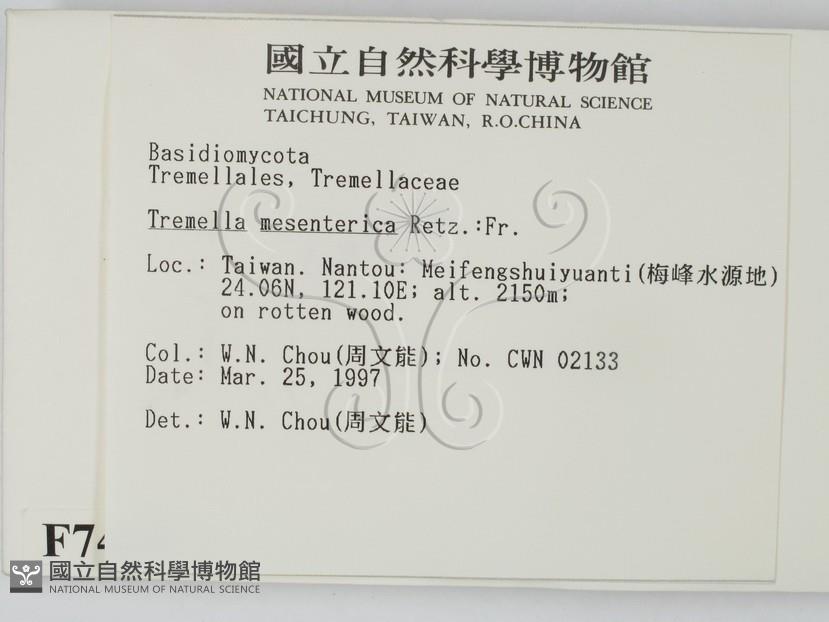 國立自然科學博物館
NATIONAL MUSEUM OF NATURAL SCIENCE
TAICHUNG, TAIWAN, R.O.CHINA
Basidiomycota
Tremellales, Tremellaceae
Tremella mesenterica Retz.:Fr.
Loc.: Taiwan. Nantou: Meifengshuiyuanti(梅峰水源地)
24.06N, 121.10E; alt. 2150m;
on rotten wood.
Col.: W.N. Chou(周文能); No. CWN 02133
Date: Mar. 25, 1997
Det.: W.N. Chou(周文能)
F74
國立自然科學博物館
NATIONAL MUSEUM OF NATURAL SCIENCE